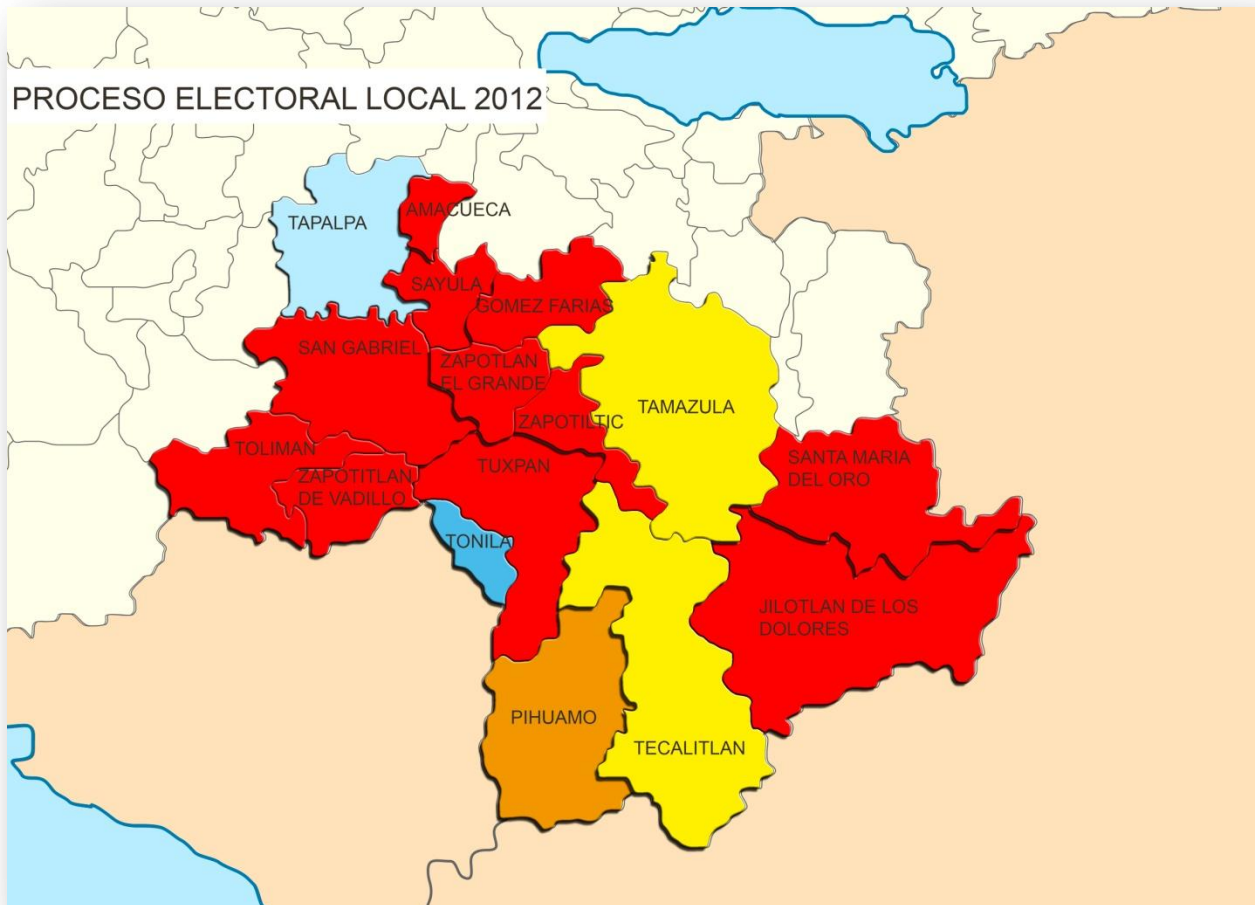 PROCESO ELECTORAL LOCAL 2012
TAPALPA
AMACUECA
SAYULA
GOMEZ FARIAS
SAN GABRIEL
ZAPOTLAN
EL GRANDE
TAMAZULA
ZAPOTILTIC
TOLIMAN
TUXPAN
SANTA MARIA
DEL ORO
ZAPOTITLAN
DE VADILLO
TONILA
JILOTLAN DE LOS
DOLORES
PIHUAMO
TECALITLAN